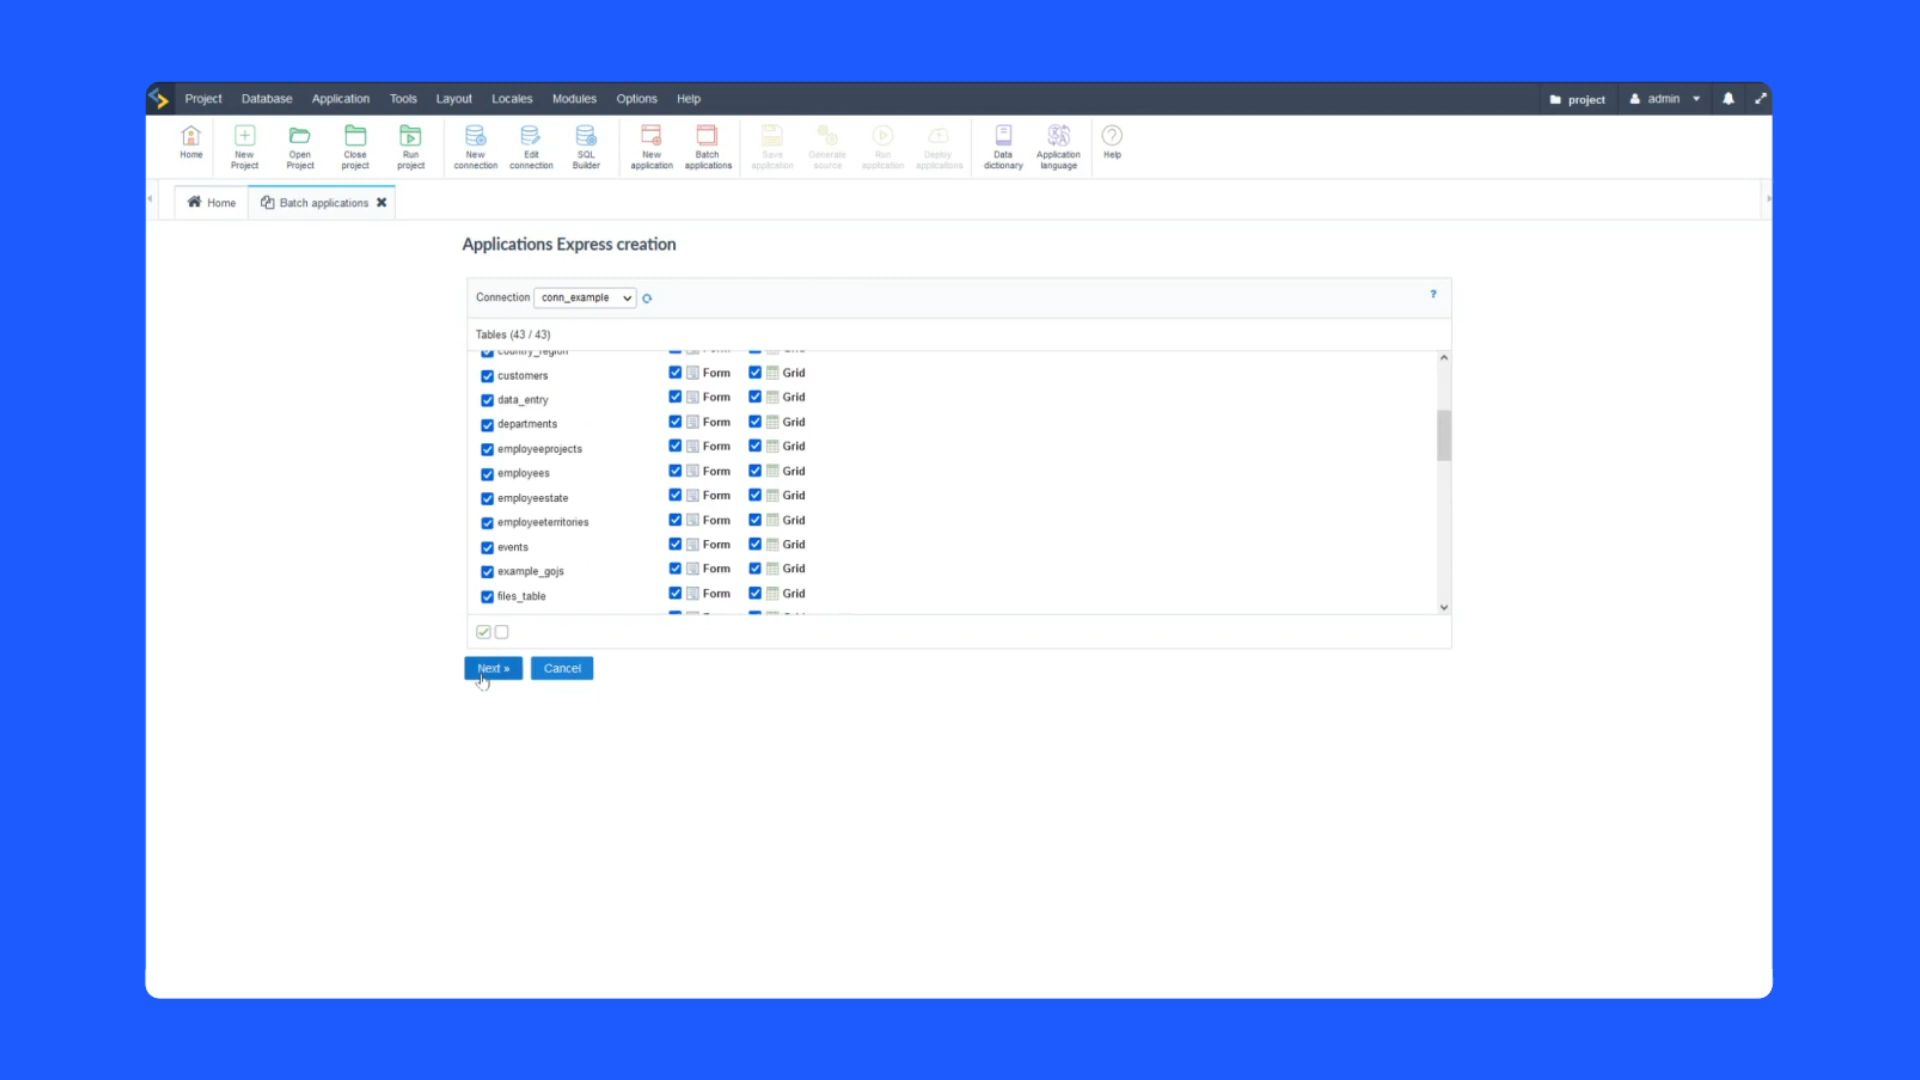 Project Database Application Tools Layout Locales Modules Options Help project admin
Home New Project Open Project Close project Run project New connection Edit connection SQL Builder New application Batch applications Save application Generate source Run application Deploy applications Data dictionary Application language Help
Home Batch applications
Applications Express creation
Connection conn_example ?
Tables (43 / 43)
country_region Form Grid
customers Form Grid
data_entry Form Grid
departments Form Grid
employeeprojects Form Grid
employees Form Grid
employeestate Form Grid
employeeterritories Form Grid
events Form Grid
example_gojs Form Grid
files_table Form Grid
Next » Cancel